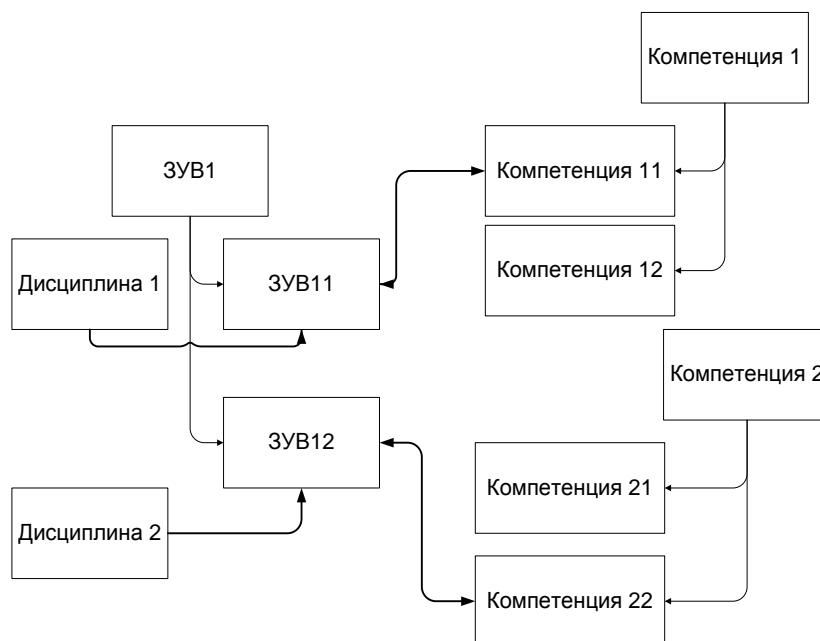 Компетенция 1
ЗУВ1
Компетенция 11
Дисциплина 1
ЗУВ11
Компетенция 12
Компетенция 2
ЗУВ12
Компетенция 21
Дисциплина 2
Компетенция 22